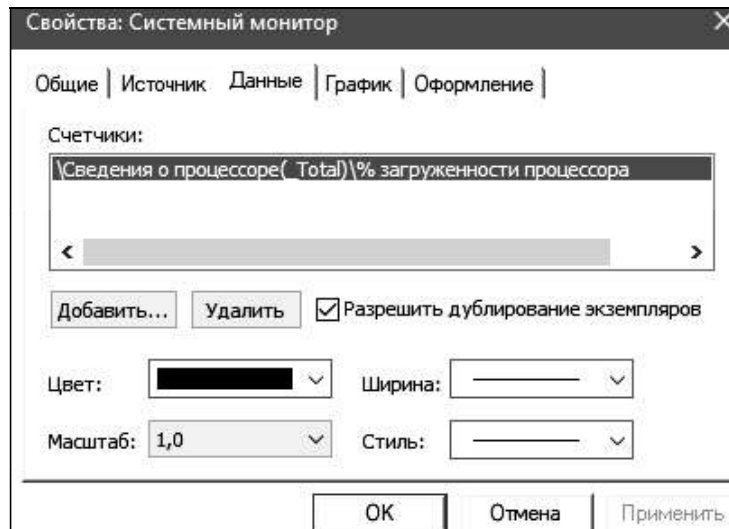 Свойства: Системный монитор
Общие Источник Данные График Оформление
Счетчики:
\Сведения о процессоре(_Total)\% загруженности процессора
Добавить... Удалить Разрешить дублирование экземпляров
Цвет: Ширина:
Масштаб: 1,0 Стиль:
ОК Отмена Применить